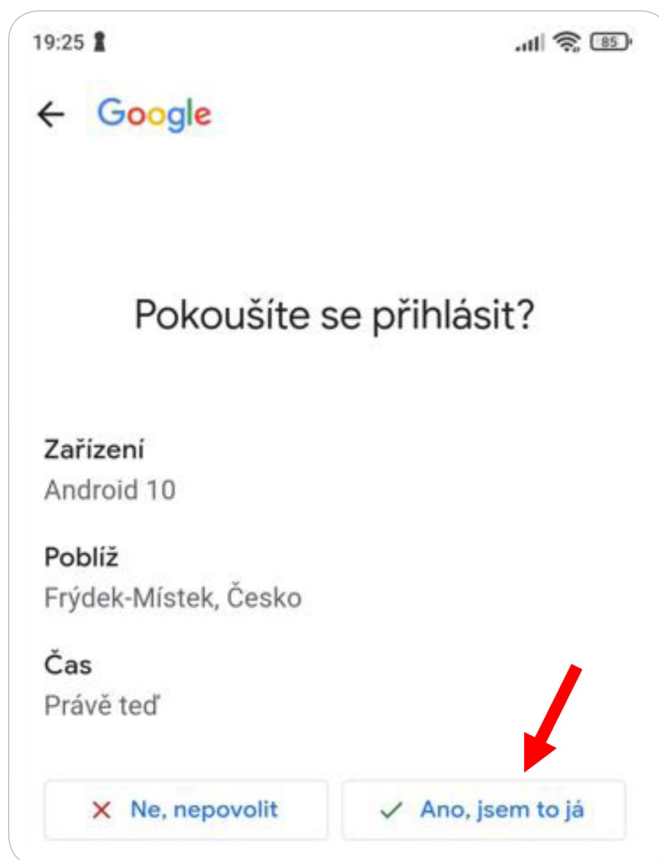 19:25
85
Google
Pokoušíte se přihlásit?
Zařízení
Android 10
Poblíž
Frýdek-Místek, Česko
Čas
Právě teď
Ne, nepovolit
Ano, jsem to já